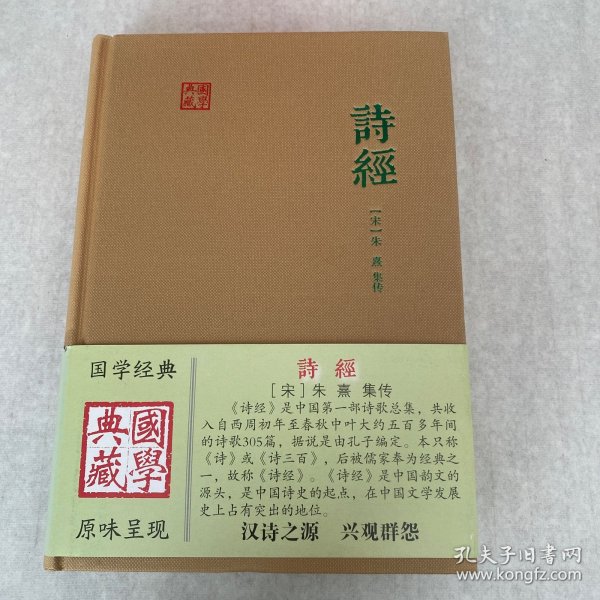 國學
典藏
詩經
［宋］朱 熹 集传
国学经典
國學
典藏
原味呈现
詩經
［宋］朱 熹 集传
《诗经》是中国第一部诗歌总集，共收
入自西周初年至春秋中叶大约五百多年间
的诗歌305篇，据说是由孔子编定。本只称
《诗》或《诗三百》，后被儒家奉为经典之
一，故称《诗经》。《诗经》是中国韵文的
源头，是中国诗史的起点，在中国文学发展
史上占有突出的地位。
汉诗之源 兴观群怨
孔夫子旧书网
www.kongfz.com